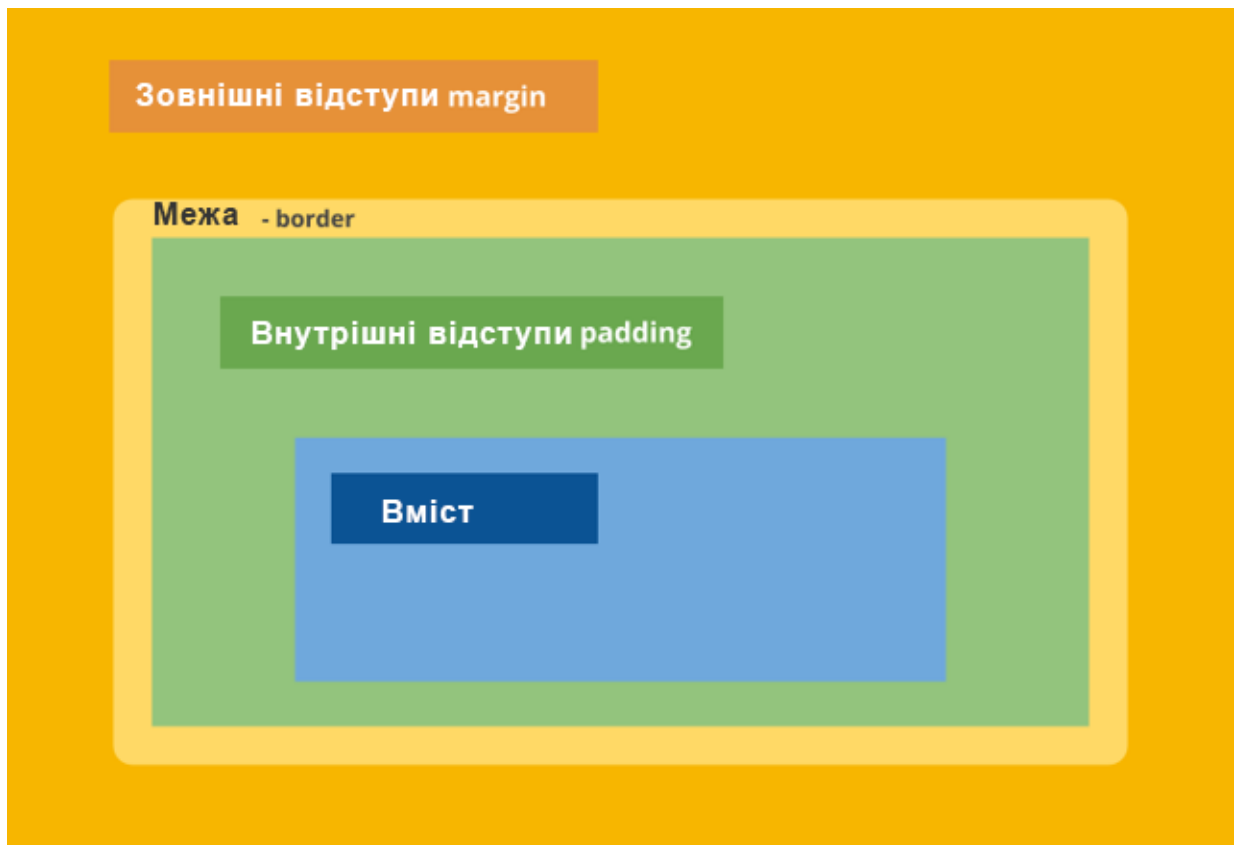 Зовнішні відступи margin
Межа - border
Внутрішні відступи padding
Вміст